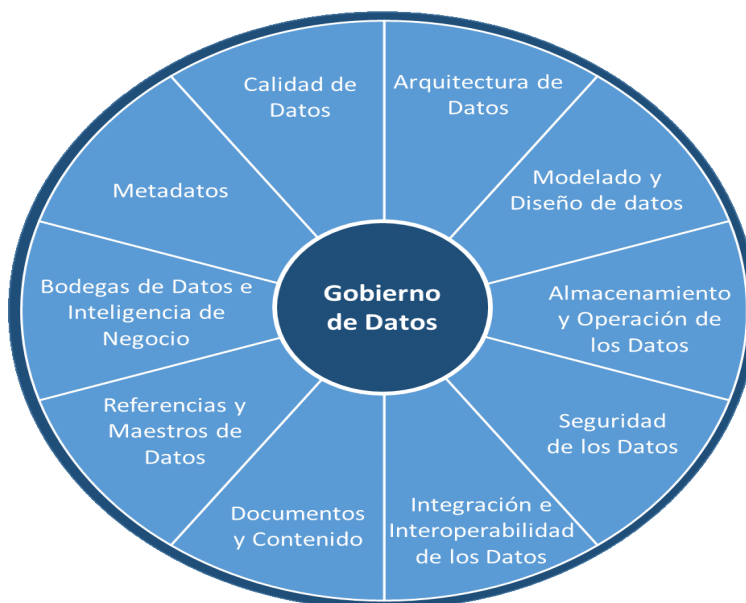 Calidad de
Datos
Arquitectura de
Datos
Modelado y
Diseño de datos
Almacenamiento
y Operación de
los Datos
Seguridad
de los Datos
Integración e
Interoperabilidad
de los Datos
Documentos
y Contenido
Referencias y
Maestros de
Datos
Bodegas de Datos e
Inteligencia de
Negocio
Metadatos
Gobierno
de Datos